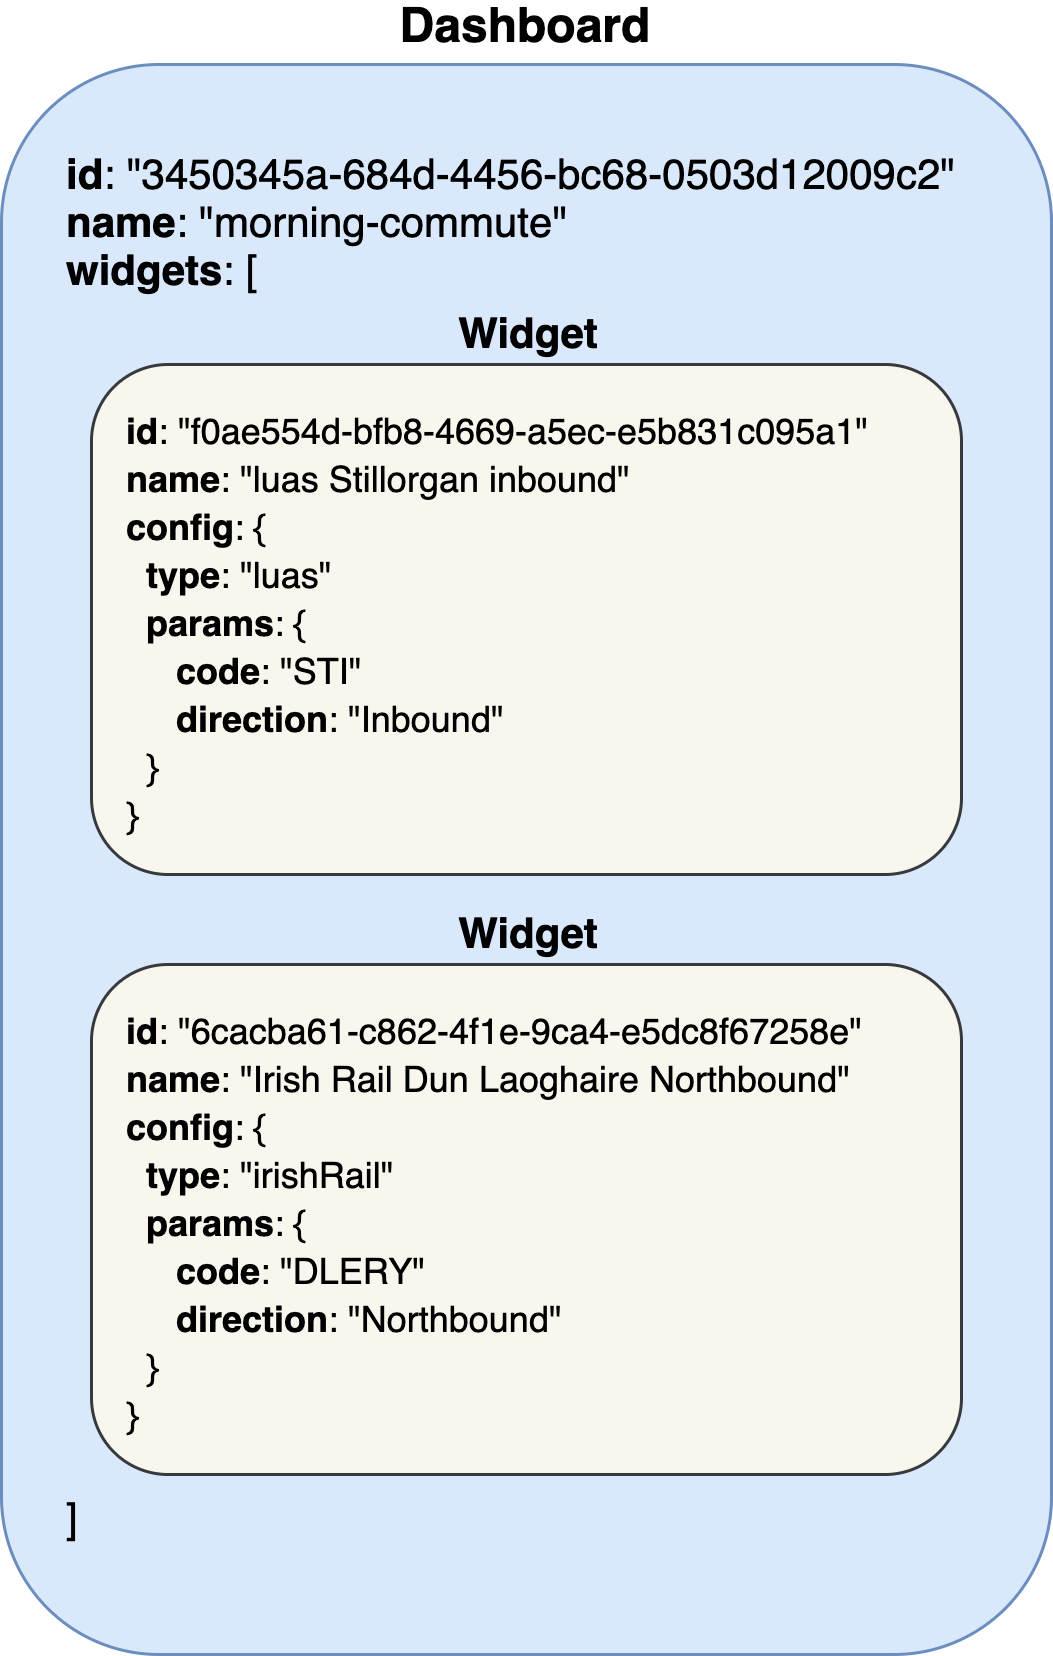 Dashboard
id: "3450345a-684d-4456-bc68-0503d12009c2"
name: "morning-commute"
widgets: [
Widget
id: "f0ae554d-bfb8-4669-a5ec-e5b831c095a1"
name: "luas Stillorgan inbound"
config: {
type: "luas"
params: {
code: "STI"
direction: "Inbound"
}
}
Widget
id: "6cacba61-c862-4f1e-9ca4-e5dc8f67258e"
name: "Irish Rail Dun Laoghaire Northbound"
config: {
type: "irishRail"
params: {
code: "DLERY"
direction: "Northbound"
}
}
]